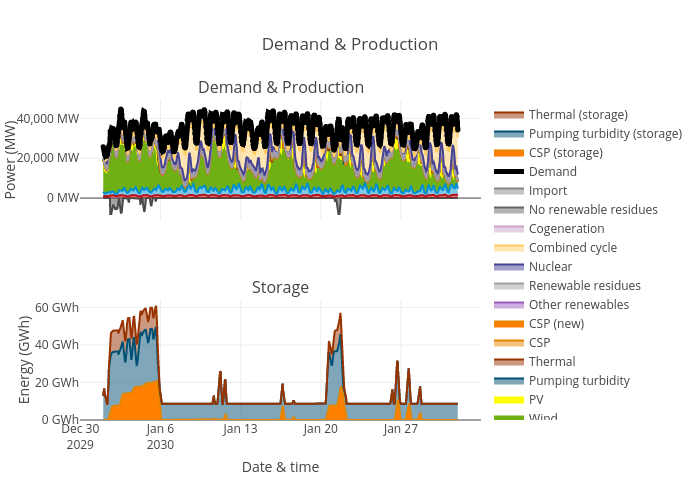 Demand & Production
Demand & Production
Power (MW)
40,000 MW
20,000 MW
0 MW
Storage
Energy (GWh)
60 GWh
40 GWh
20 GWh
0 GWh
Dec 30
2029
Jan 6
2030
Jan 13
Jan 20
Jan 27
Date & time
Thermal (storage)
Pumping turbidity (storage)
CSP (storage)
Demand
Import
No renewable residues
Cogeneration
Combined cycle
Nuclear
Renewable residues
Other renewables
CSP (new)
CSP
Thermal
Pumping turbidity
PV
Wind